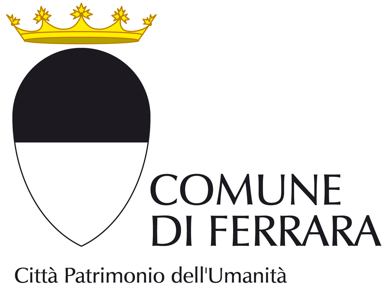 COMUNE
DI FERRARA
Città Patrimonio dell'Umanità